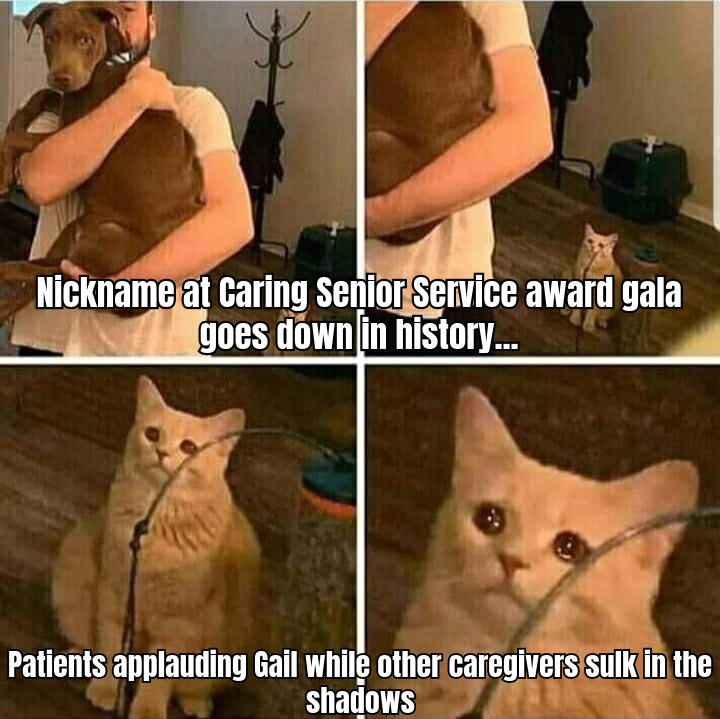 Nickname at Caring Senior Service award gala
goes down in history...
Patients applauding Gail while other caregivers sulk in the
shadows